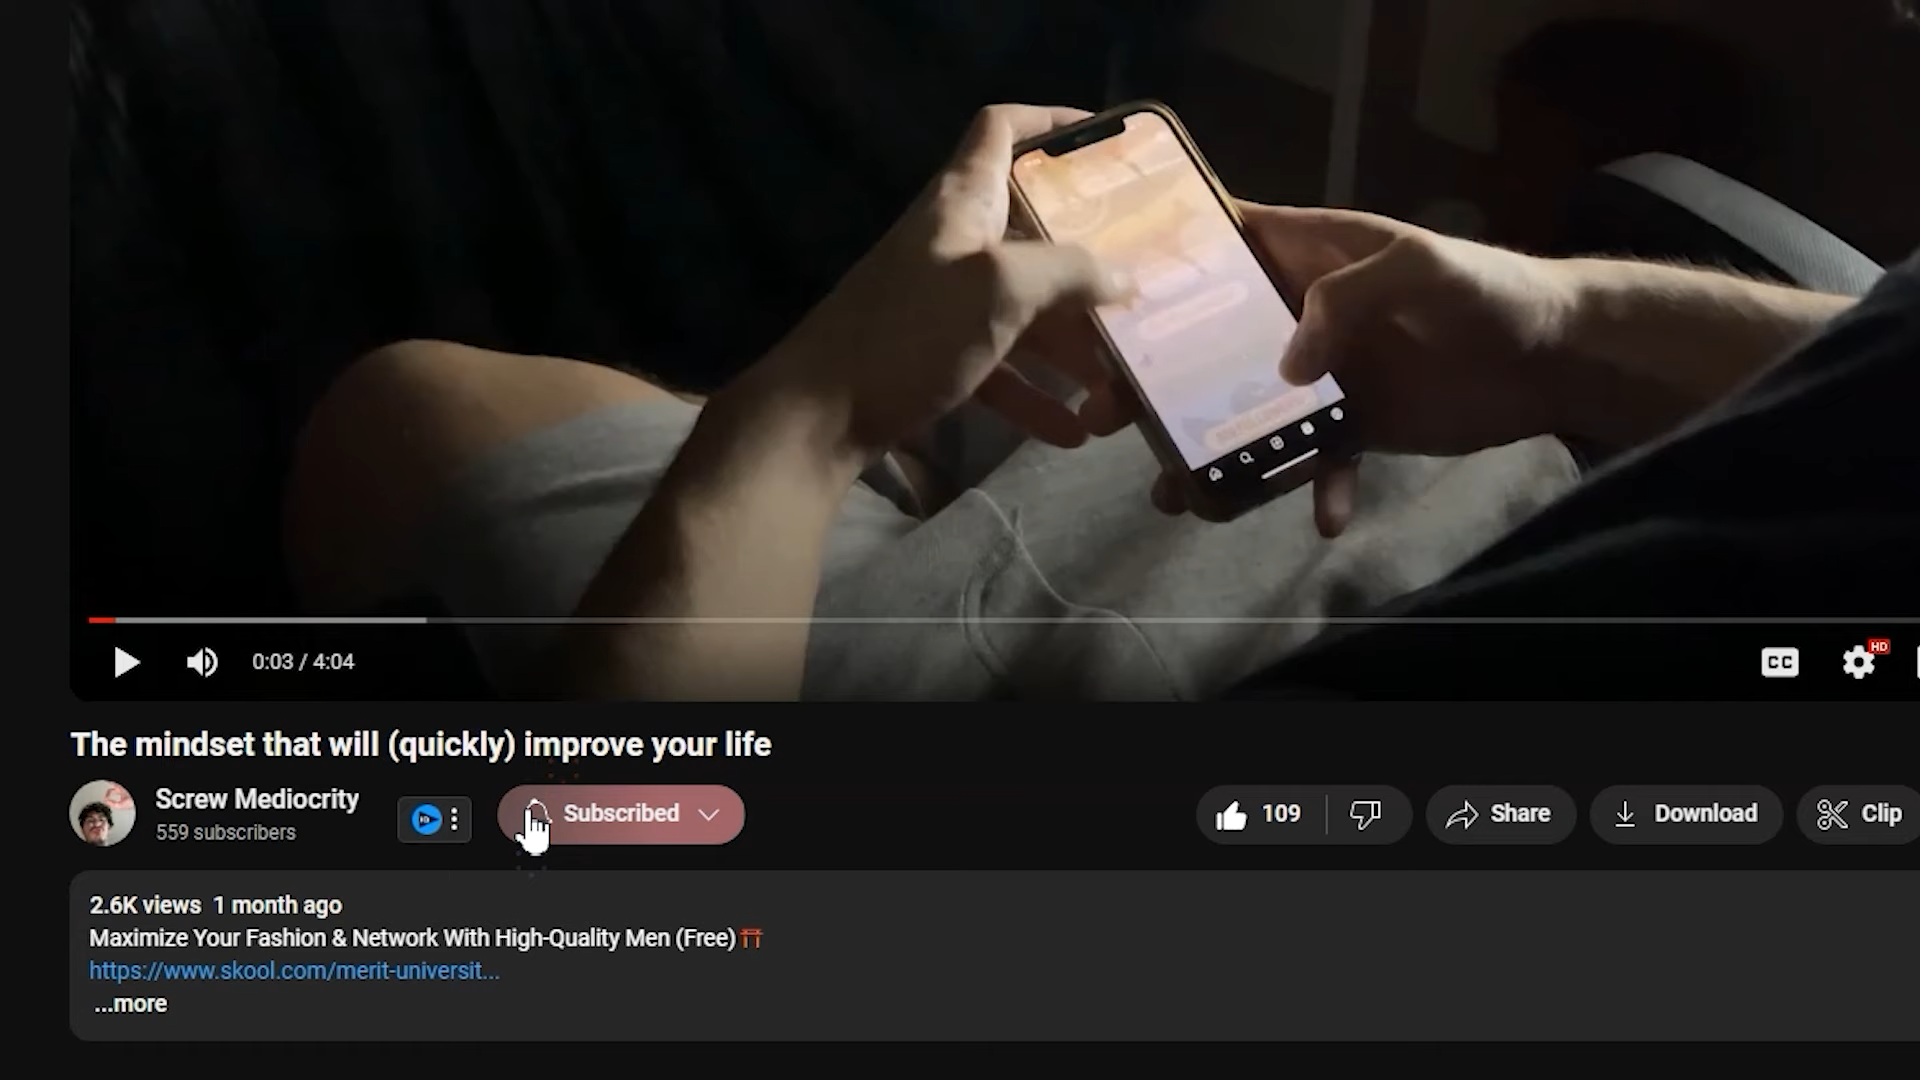 0:03 / 4:04
CC
HD
The mindset that will (quickly) improve your life
Screw Mediocrity
559 subscribers
Subscribed
109
Share
Download
Clip
2.6K views 1 month ago
Maximize Your Fashion & Network With High-Quality Men (Free)
https://www.skool.com/merit-universit...
...more